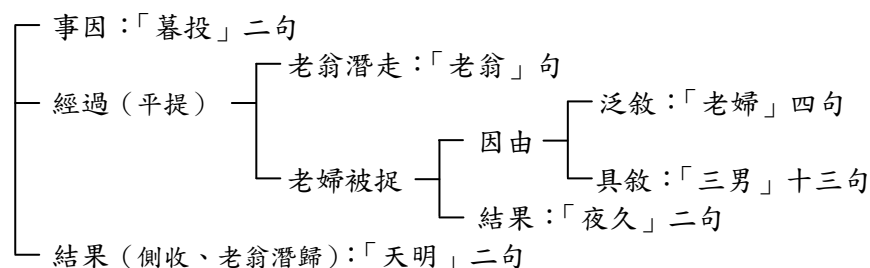 事因：「暮投」二句
老翁潛走：「老翁」句
經過（平提）
泛敘：「老婦」四句
因由
老婦被捉
具敘：「三男」十三句
結果：「夜久」二句
結果（側收、老翁潛歸）：「天明」二句